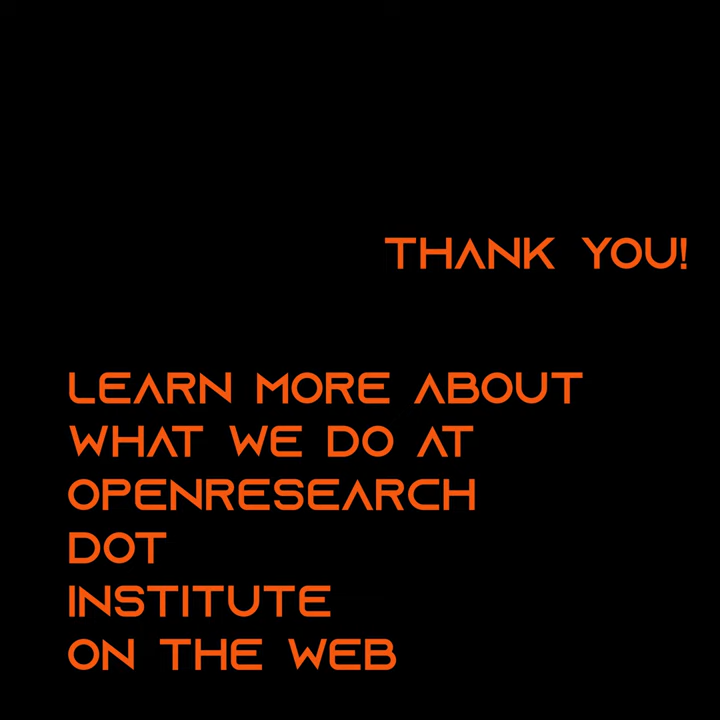 THANK YOU!
LEARN MORE ABOUT
WHAT WE DO AT
OPENRESEARCH
DOT
INSTITUTE
ON THE WEB